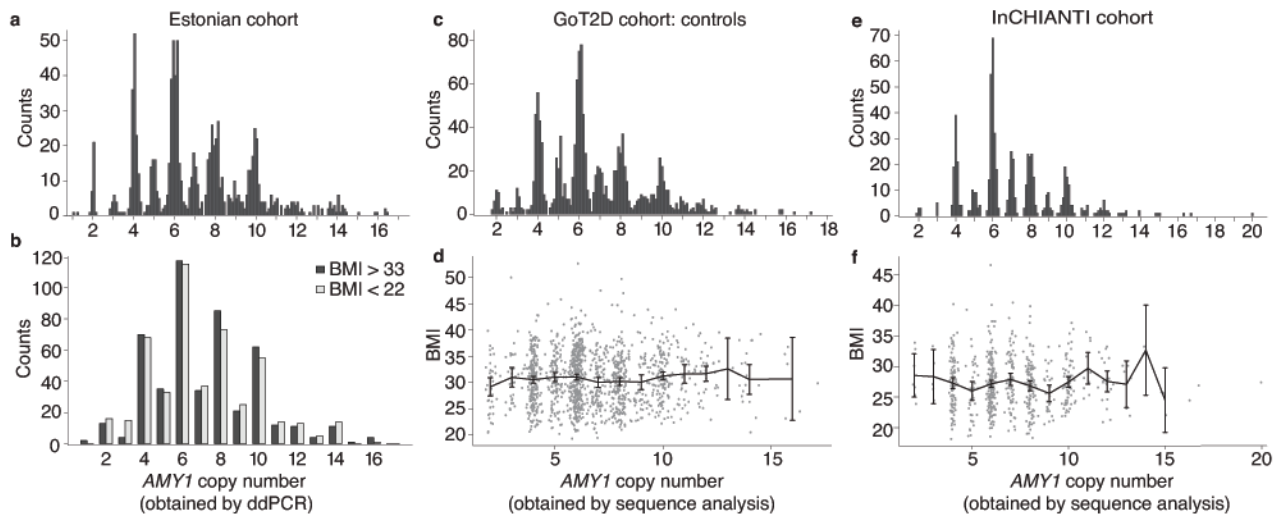 a
Estonian cohort
50
40
30
20
10
0
Counts
2 4 6 8 10 12 14 16
b
120
100
80
60
40
20
0
Counts
BMI > 33
BMI < 22
2 4 6 8 10 12 14 16
AMY1 copy number
(obtained by ddPCR)
c
GoT2D cohort: controls
80
60
40
20
0
Counts
2 4 6 8 10 12 14 16 18
d
50
45
40
35
30
25
20
BMI
5 10 15
AMY1 copy number
(obtained by sequence analysis)
e
InCHIANTI cohort
70
60
50
40
30
20
10
0
Counts
2 4 6 8 10 12 14 16 18 20
f
45
40
35
30
25
20
BMI
5 10 15 20
AMY1 copy number
(obtained by sequence analysis)